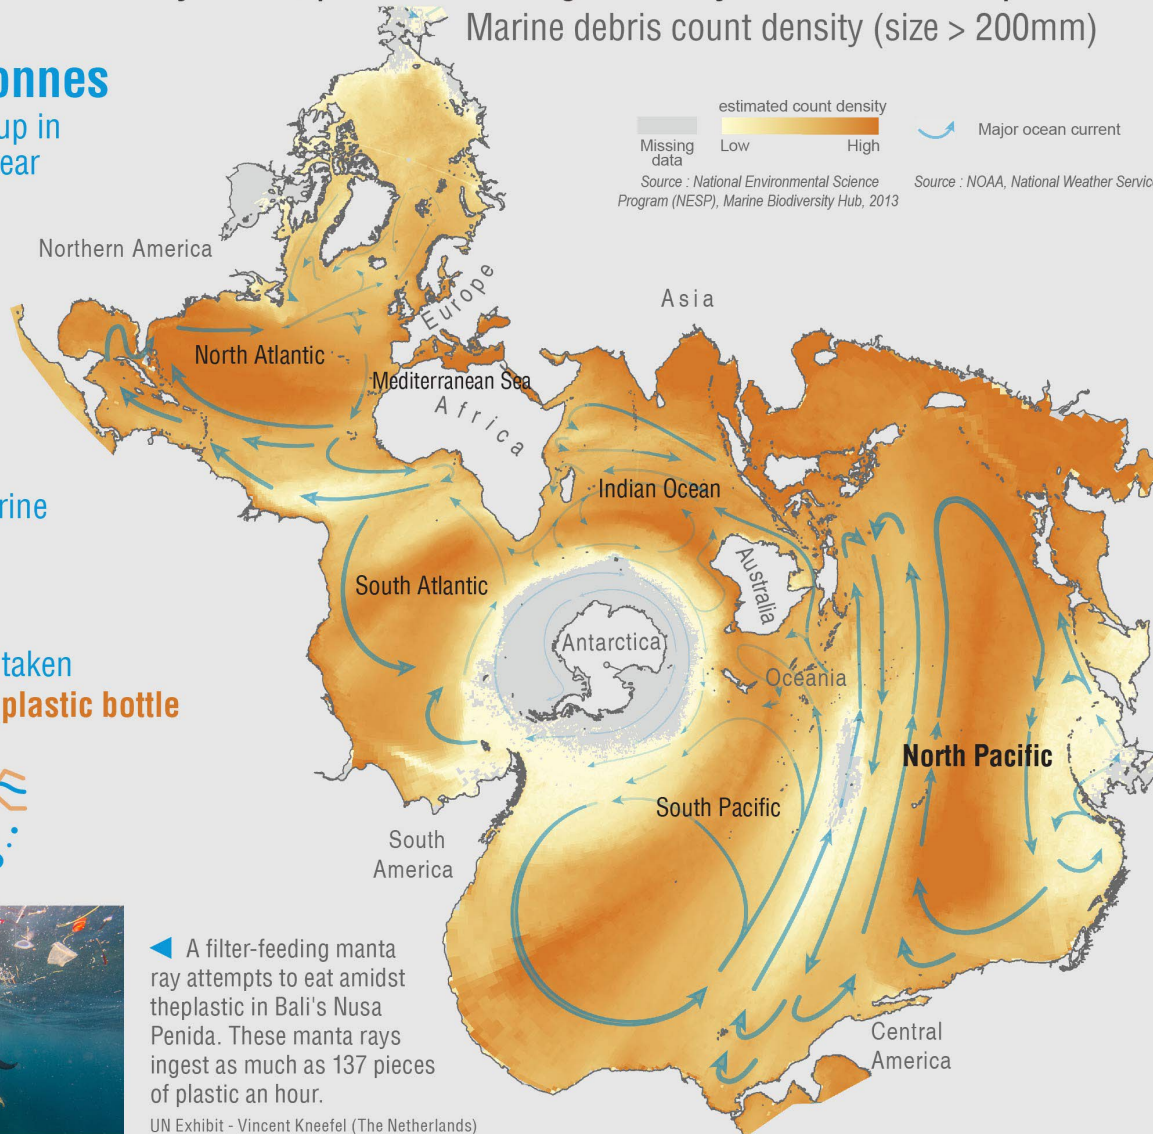 Marine debris count density (size > 200mm)
onnes
up in
ear
estimated count density
Missing
data
Low
High
Major ocean current
Source : National Environmental Science
Program (NESP), Marine Biodiversity Hub, 2013
Source : NOAA, National Weather Service
Northern America
Europe
Asia
North Atlantic
Mediterranean Sea
Africa
Indian Ocean
rine
South Atlantic
Australia
Antarctica
taken
plastic bottle
Oceania
North Pacific
South Pacific
South
America
A filter-feeding manta
ray attempts to eat amidst
theplastic in Bali's Nusa
Penida. These manta rays
ingest as much as 137 pieces
of plastic an hour.
UN Exhibit - Vincent Kneefel (The Netherlands)
Central
America